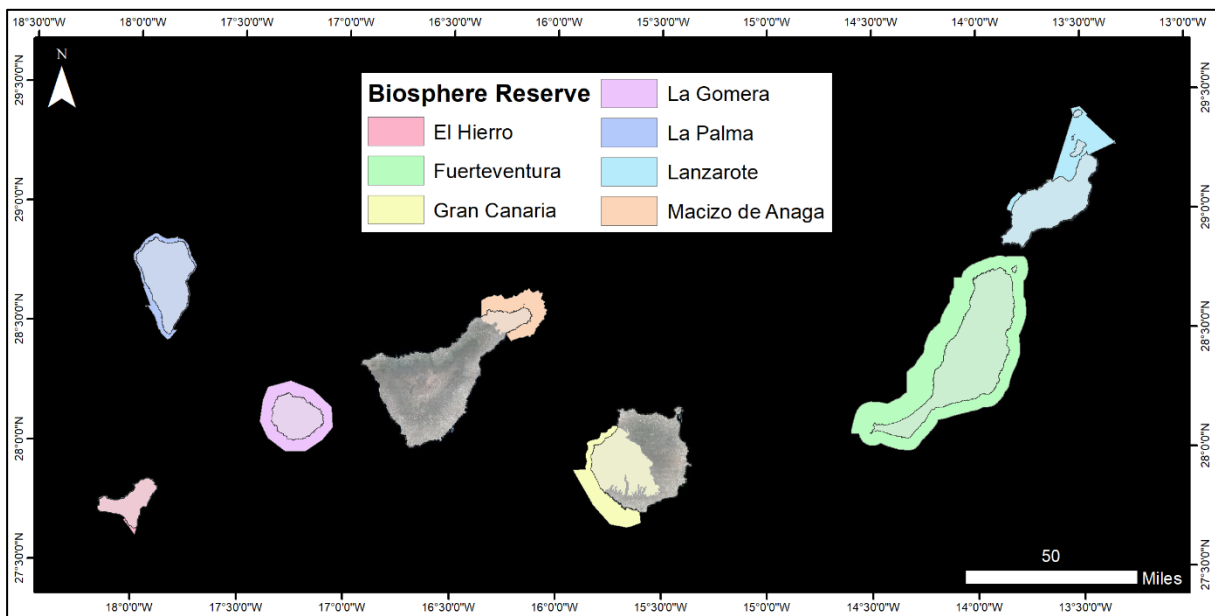 18°30'0"W 18°0'0"W 17°30'0"W 17°0'0"W 16°30'0"W 16°0'0"W 15°30'0"W 15°0'0"W 14°30'0"W 14°0'0"W 13°30'0"W 13°0'0"W
N
29°30'0"N
29°0'0"N
28°30'0"N
28°0'0"N
27°30'0"N
Biosphere Reserve
El Hierro
Fuerteventura
Gran Canaria
La Gomera
La Palma
Lanzarote
Macizo de Anaga
29°30'0"N
29°0'0"N
28°30'0"N
28°0'0"N
27°30'0"N
50
Miles
18°0'0"W 17°30'0"W 17°0'0"W 16°30'0"W 16°0'0"W 15°30'0"W 15°0'0"W 14°30'0"W 14°0'0"W 13°30'0"W